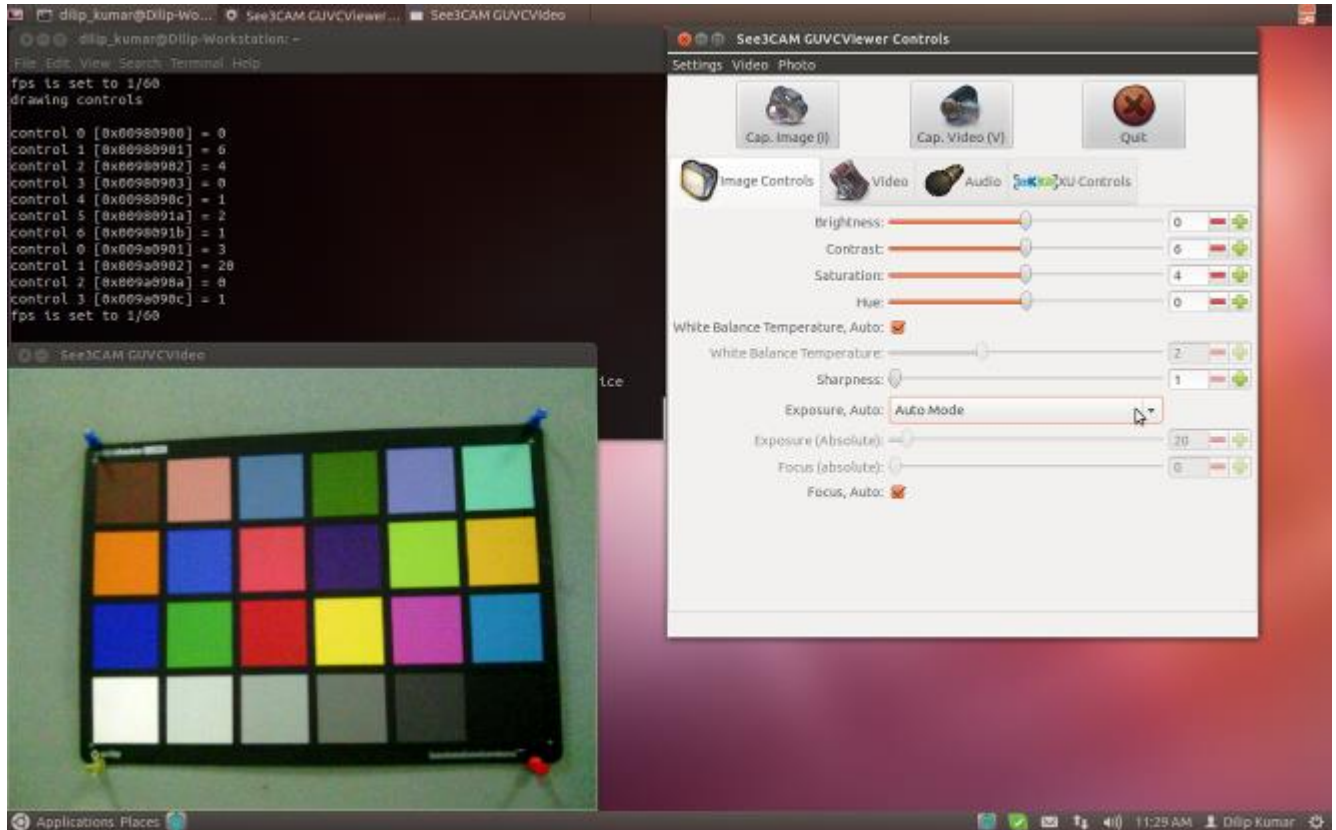 dilip_kumar@Dilip-Wo... See3CAM GUVCViewer... See3CAM GUVCVideo
dilip_kumar@Dilip-Workstation: ~
File Edit View Search Terminal Help
fps is set to 1/60
drawing controls
control 0 [0x00980900] = 0
control 1 [0x00980901] = 6
control 2 [0x00980902] = 4
control 3 [0x00980903] = 0
control 4 [0x0098090c] = 1
control 5 [0x0098091a] = 2
control 6 [0x0098091b] = 1
control 0 [0x009a0901] = 3
control 1 [0x009a0902] = 20
control 2 [0x009a090a] = 0
control 3 [0x009a090c] = 1
fps is set to 1/60
ice
See3CAM GUVCVideo
See3CAM GUVCViewer Controls
Settings Video Photo
Cap. Image (I) Cap. Video (V) Quit
Image Controls Video Audio XU Controls
Brightness: 0
Contrast: 6
Saturation: 4
Hue: 0
White Balance Temperature, Auto:
White Balance Temperature: 2
Sharpness: 1
Exposure, Auto: Auto Mode
Exposure (Absolute): 20
Focus (absolute): 0
Focus, Auto:
Applications Places 11:29 AM Dilip Kumar